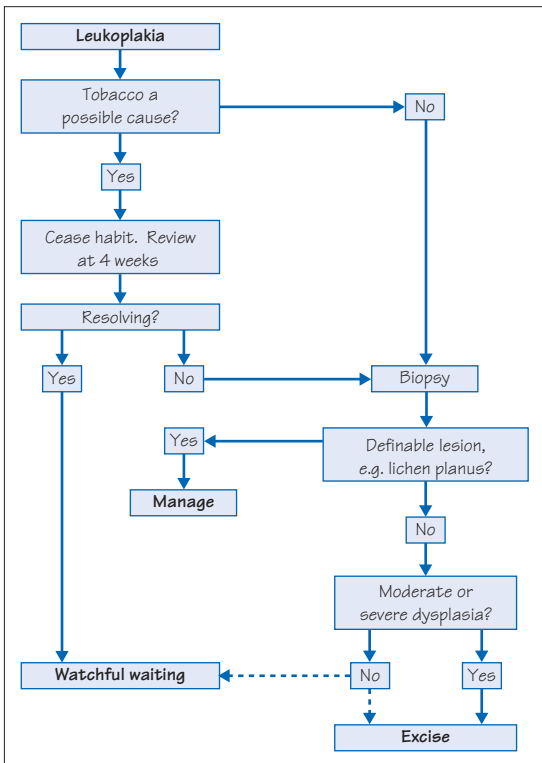 Leukoplakia
Tobacco a
possible cause?
No
Yes
Cease habit. Review
at 4 weeks
Resolving?
Yes
No
Biopsy
Yes
Definable lesion,
e.g. lichen planus?
Manage
No
Moderate or
severe dysplasia?
Watchful waiting
No
Yes
Excise